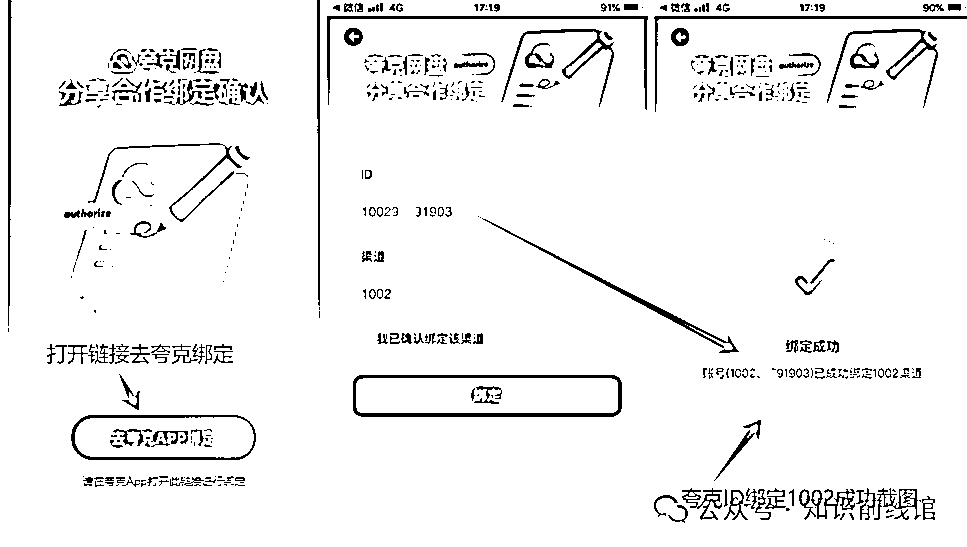 夸克网盘
分享合作绑定确认
authorize
打开链接去夸克绑定
去夸克APP绑定
请在夸克App打开此链接进行绑定
微信 4G 17:19 91%
夸克网盘 authorize
分享合作绑定
ID
10029 91903
渠道
1002
我已确认绑定该渠道
绑定
微信 4G 17:19 90%
夸克网盘 authorize
分享合作绑定
绑定成功
账号(1002 91903)已成功绑定1002渠道
夸克ID绑定1002成功截图
公众号·知识前线馆